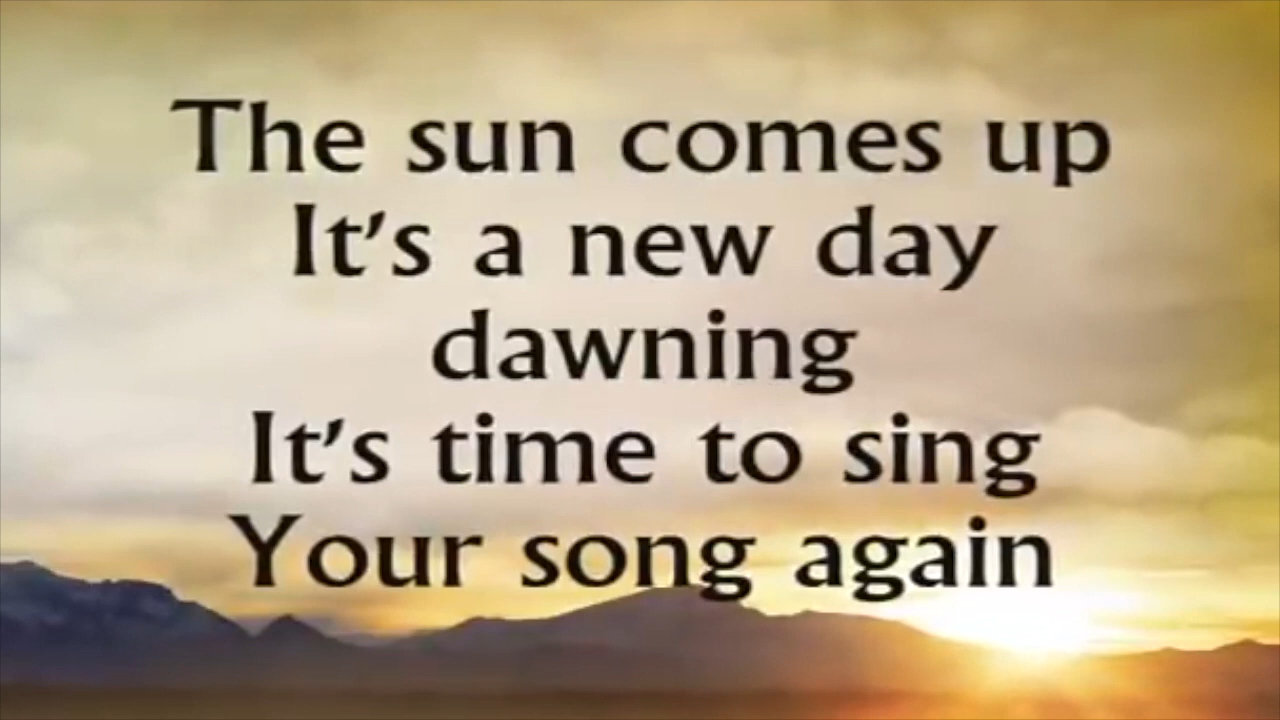 The sun comes up
It's a new day
dawning
It's time to sing
Your song again